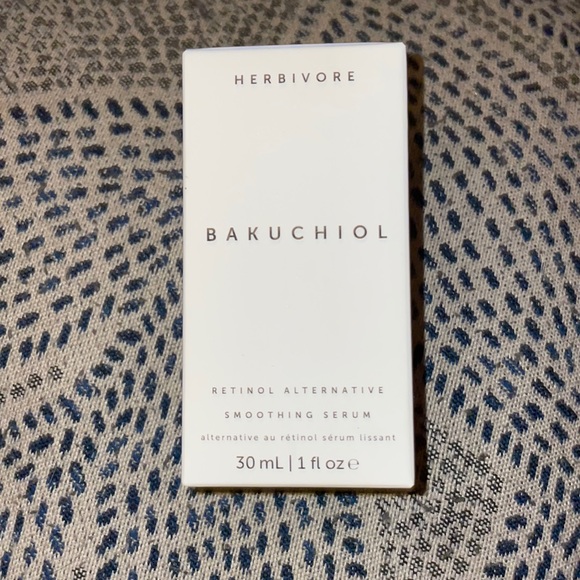 HERBIVORE
BAKUCHIOL
RETINOL ALTERNATIVE
SMOOTHING SERUM
alternative au rétinol sérum lissant
30 mL | 1 fl oz ℮